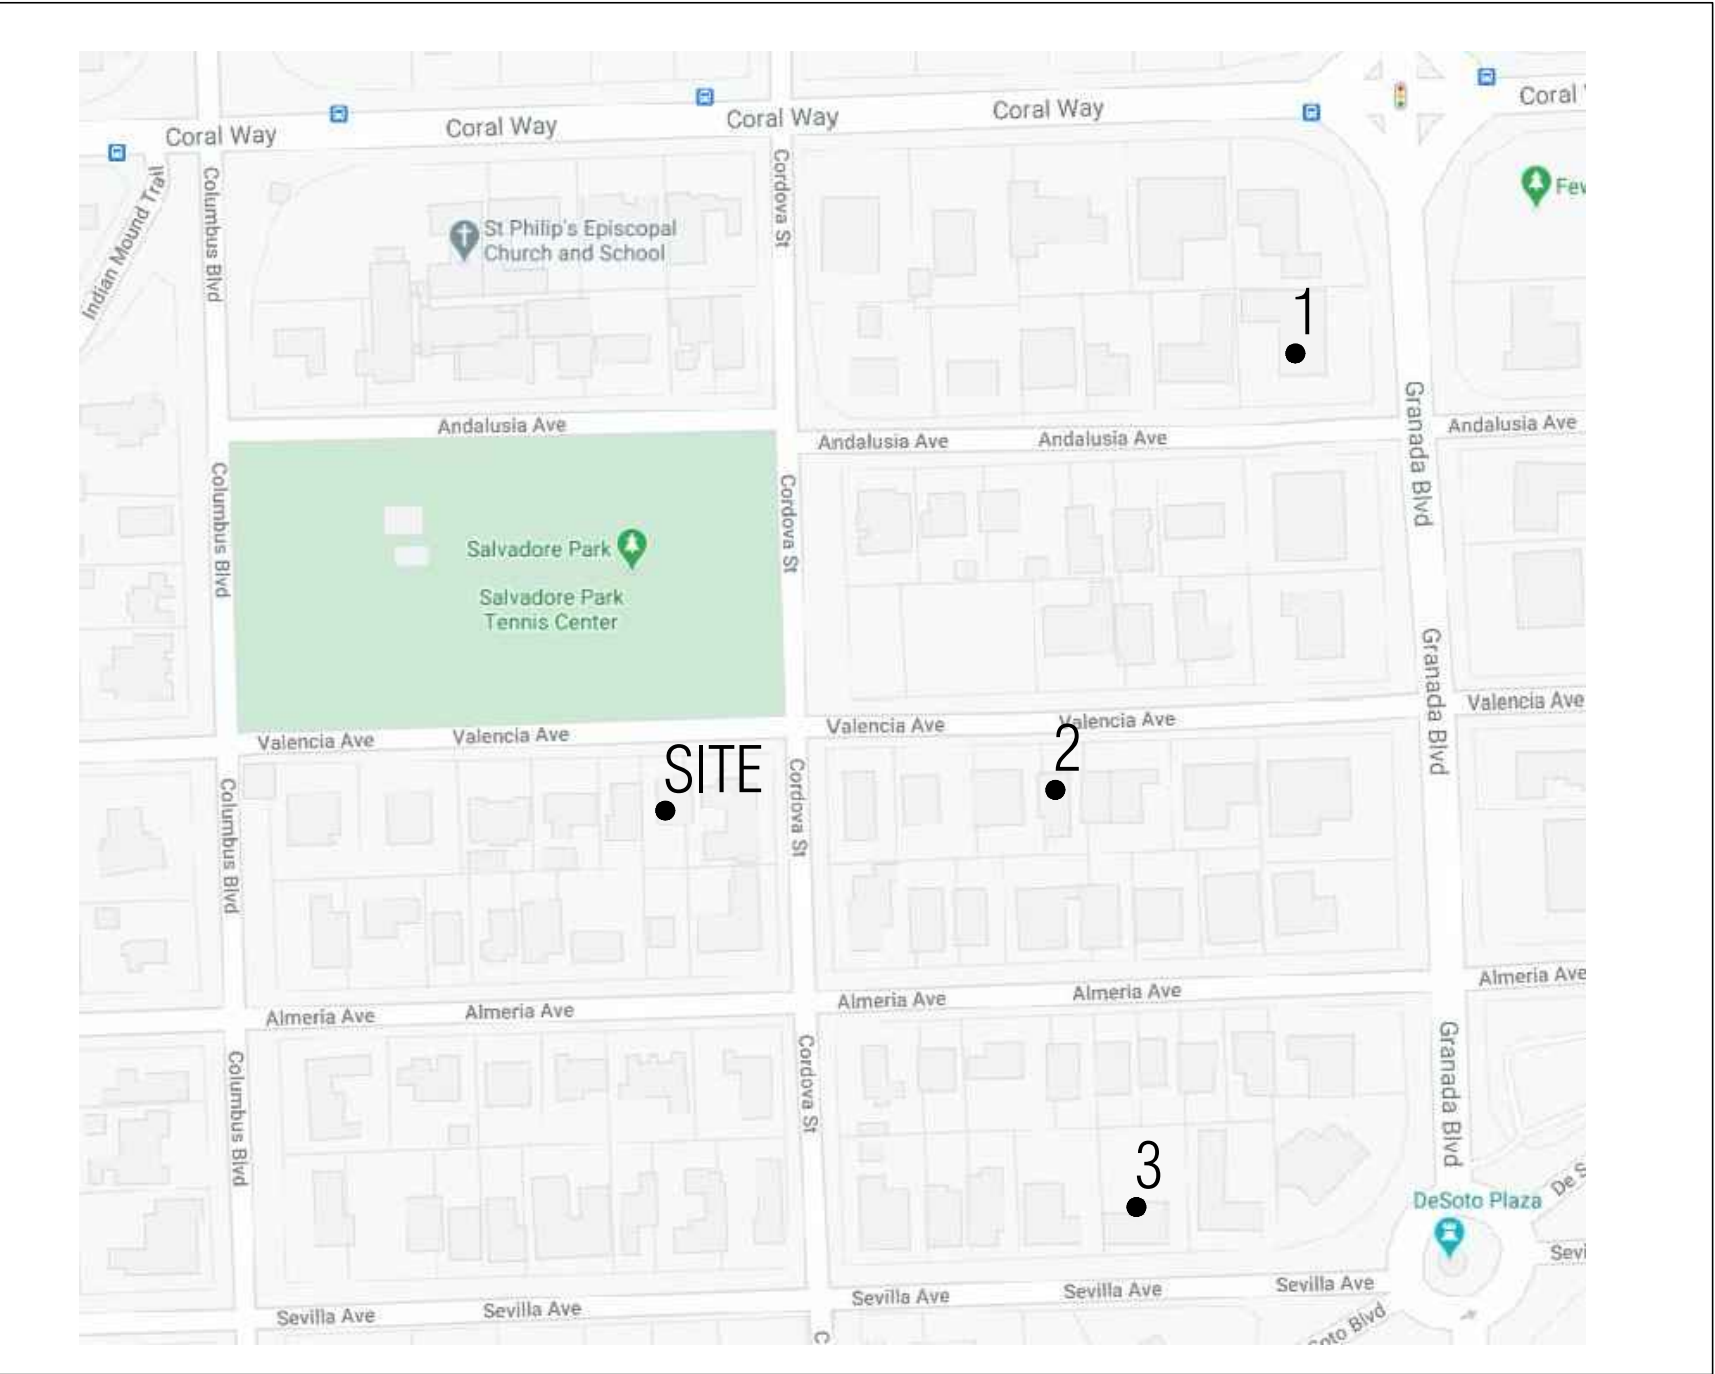 Coral Way
Coral Way
Coral Way
Coral Way
Coral
Indian Mound Trail
Columbus Blvd
Cordova St
St Philip's Episcopal
Church and School
1
Granada Blvd
Andalusia Ave
Andalusia Ave
Andalusia Ave
Andalusia Ave
Columbus Blvd
Cordova St
Salvadore Park
Salvadore Park
Tennis Center
Granada Blvd
Valencia Ave
Valencia Ave
Valencia Ave
Valencia Ave
Valencia Ave
SITE
2
Columbus Blvd
Cordova St
Almeria Ave
Almeria Ave
Almeria Ave
Almeria Ave
Almeria Ave
Columbus Blvd
Cordova St
Granada Blvd
3
DeSoto Plaza
De S
Sevi
Sevilla Ave
Sevilla Ave
Sevilla Ave
Sevilla Ave
Sevilla Ave
oto Blvd
C